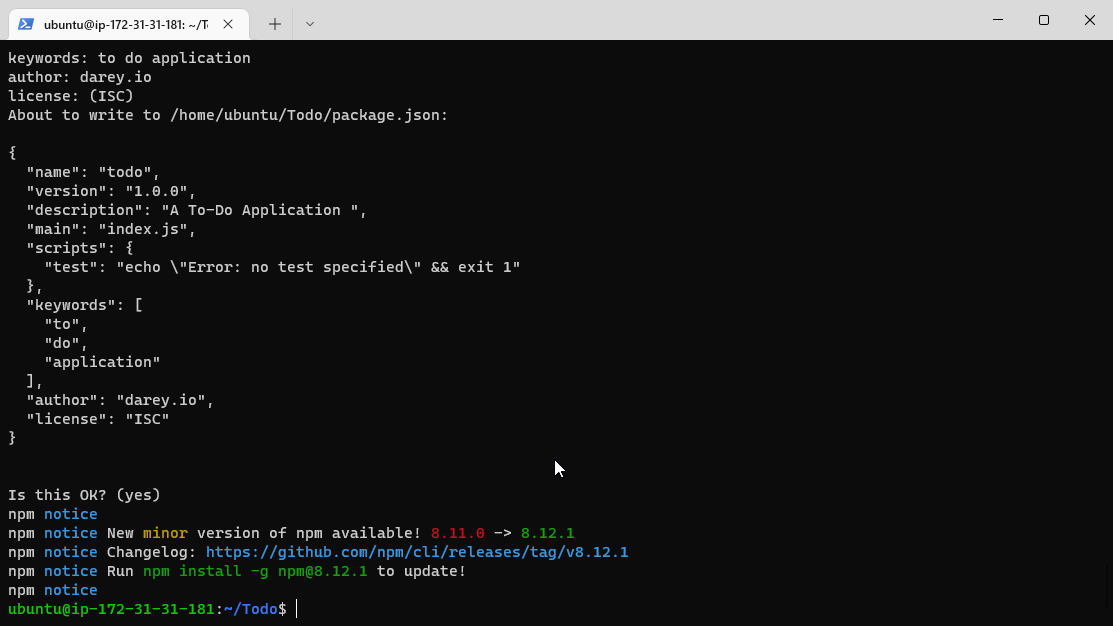 ubuntu@ip-172-31-31-181: ~/T
keywords: to do application
author: darey.io
license: (ISC)
About to write to /home/ubuntu/Todo/package.json:
{
  "name": "todo",
  "version": "1.0.0",
  "description": "A To-Do Application ",
  "main": "index.js",
  "scripts": {
    "test": "echo \"Error: no test specified\" && exit 1"
  },
  "keywords": [
    "to",
    "do",
    "application"
  ],
  "author": "darey.io",
  "license": "ISC"
}
Is this OK? (yes)
npm notice
npm notice New minor version of npm available! 8.11.0 -> 8.12.1
npm notice Changelog: https://github.com/npm/cli/releases/tag/v8.12.1
npm notice Run npm install -g npm@8.12.1 to update!
npm notice
ubuntu@ip-172-31-31-181:~/Todo$